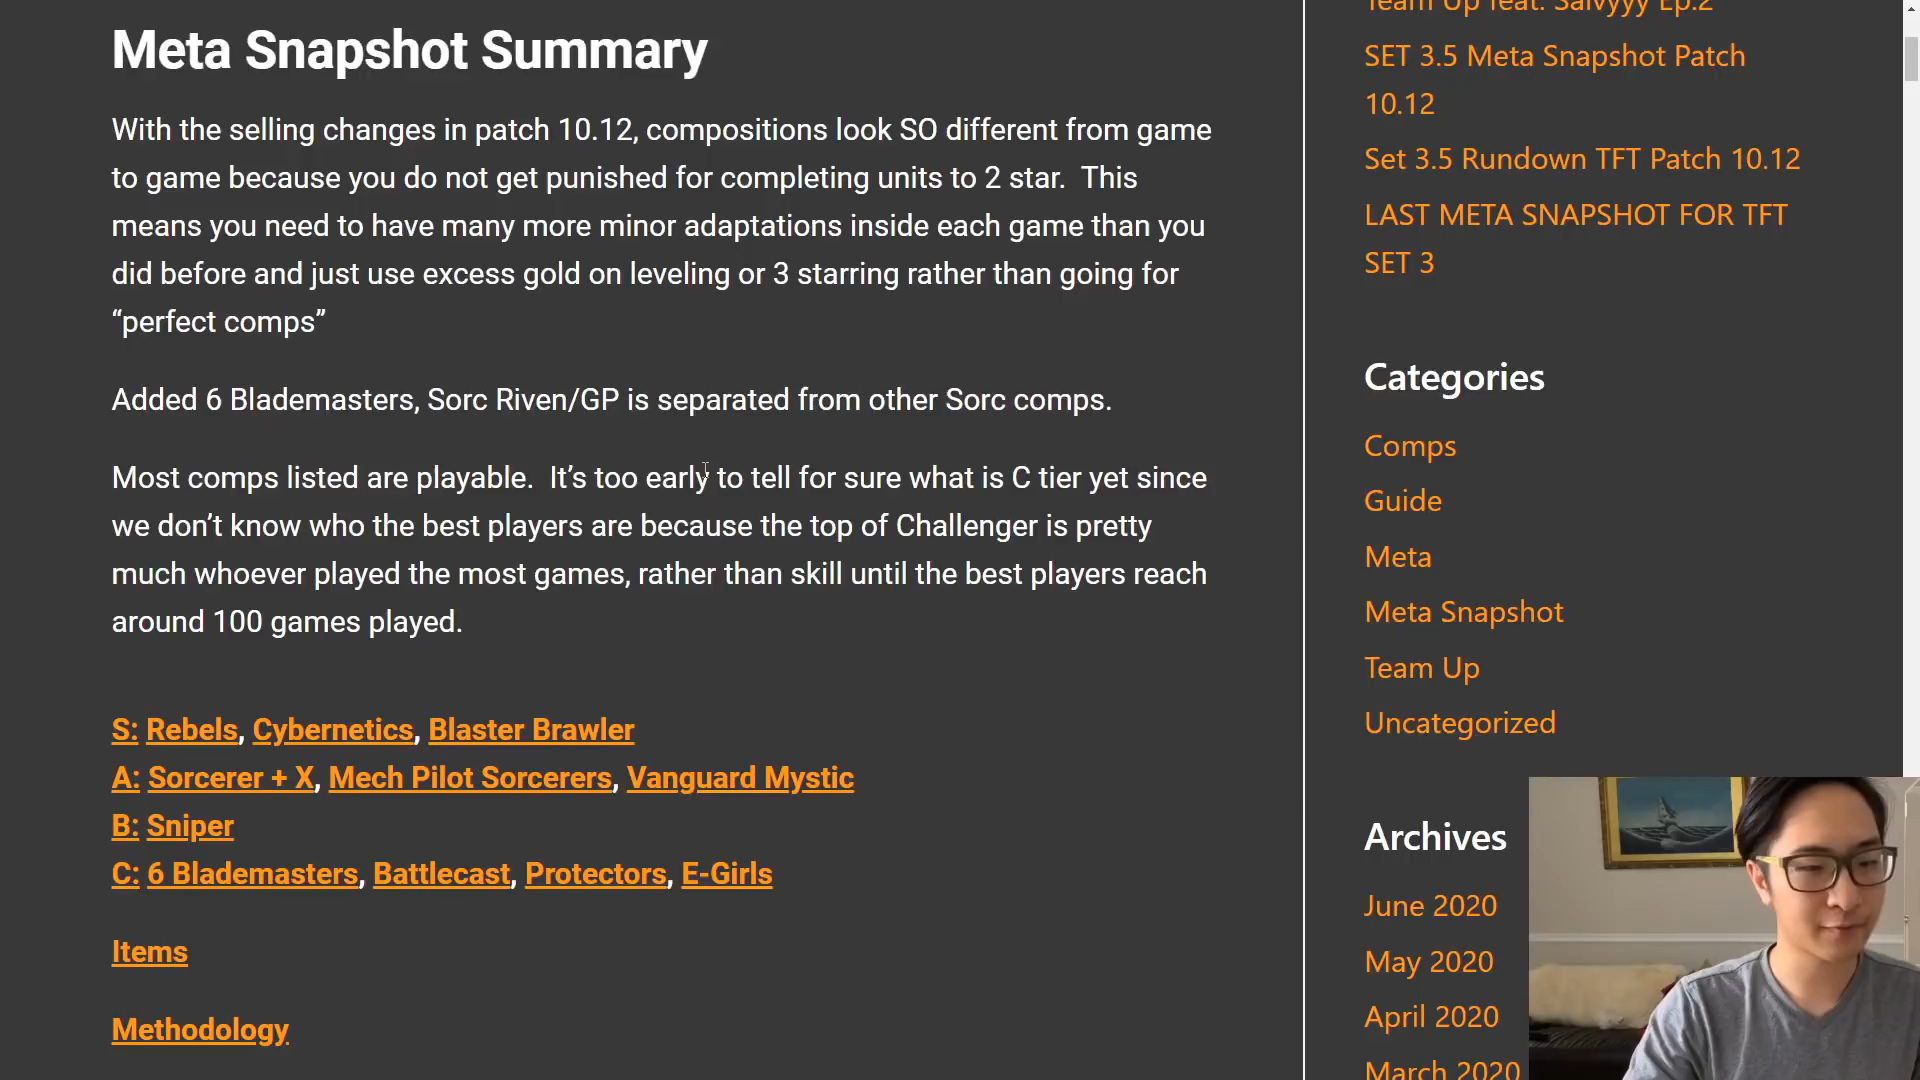 Meta Snapshot Summary
With the selling changes in patch 10.12, compositions look SO different from game
to game because you do not get punished for completing units to 2 star.  This
means you need to have many more minor adaptations inside each game than you
did before and just use excess gold on leveling or 3 starring rather than going for
“perfect comps”
Added 6 Blademasters, Sorc Riven/GP is separated from other Sorc comps.
Most comps listed are playable.  It’s too early to tell for sure what is C tier yet since
we don’t know who the best players are because the top of Challenger is pretty
much whoever played the most games, rather than skill until the best players reach
around 100 games played.
S: Rebels, Cybernetics, Blaster Brawler
A: Sorcerer + X, Mech Pilot Sorcerers, Vanguard Mystic
B: Sniper
C: 6 Blademasters, Battlecast, Protectors, E-Girls
Items
Methodology
Team Up feat. Salvyyy Ep.2
SET 3.5 Meta Snapshot Patch
10.12
Set 3.5 Rundown TFT Patch 10.12
LAST META SNAPSHOT FOR TFT
SET 3
Categories
Comps
Guide
Meta
Meta Snapshot
Team Up
Uncategorized
Archives
June 2020
May 2020
April 2020
March 2020